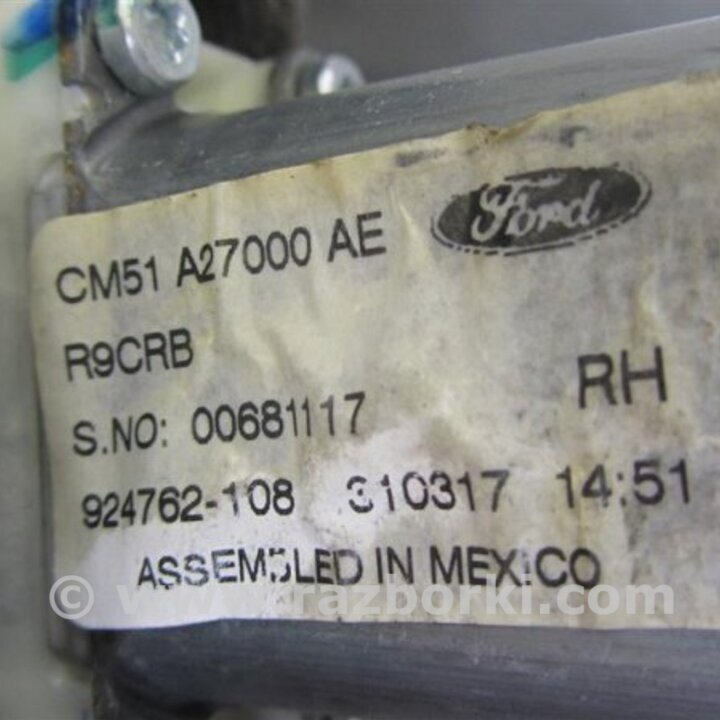 Ford
CM51 A27000 AE
R9CRB
RH
S.NO: 00681117
924762-108 310317 14:51
ASSEMBLED IN MEXICO
© www.razborki.com